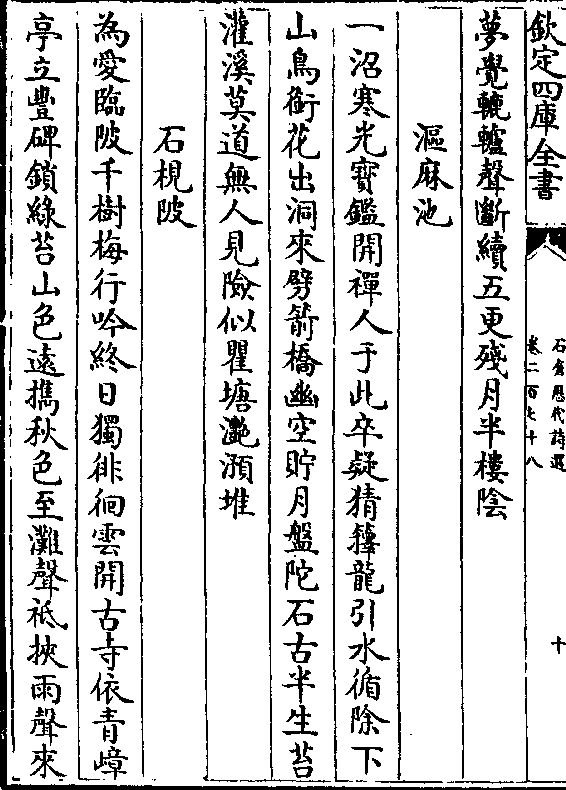 欽定四庫全書
石倉歷代詩選
卷二百七十八
十
夢覺轆轤聲斷續五更殘月半樓陰
漚麻池
一沼寒光寶鑑開禪人于此卒疑猜籜龍引水循除下
山鳥銜花出洞來劈箭橋幽空貯月盤陀石古半生苔
灌溪莫道無人見險似瞿塘灧澦堆
石梘陂
為愛臨陂千樹梅行吟終日獨徘徊雲開古寺依青嶂
亭立豐碑鎖綠苔山色遠攜秋色至灘聲祗挾雨聲來